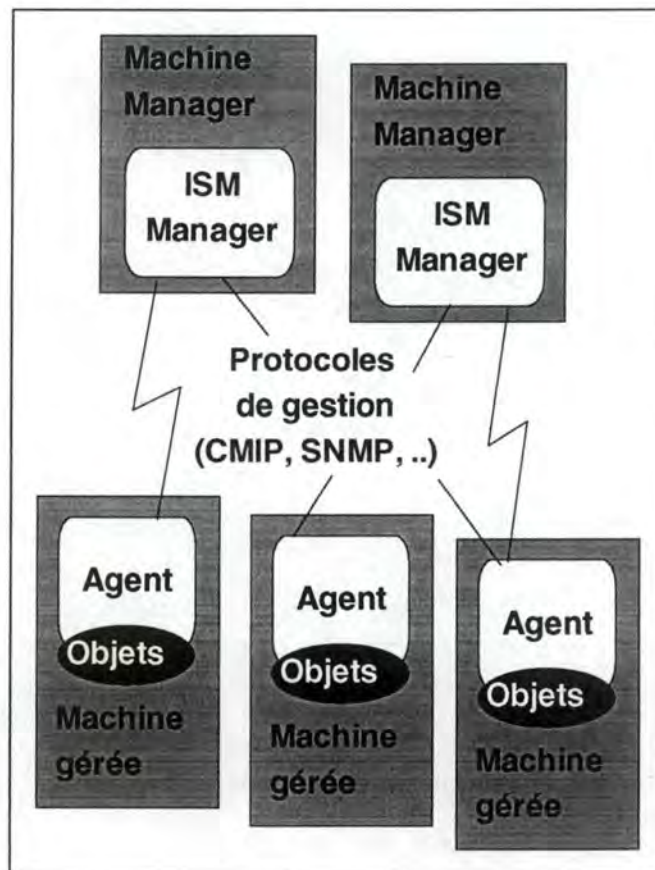 Machine
Manager
ISM
Manager
Machine
Manager
ISM
Manager
Protocoles
de gestion
(CMIP, SNMP, ..)
Agent
Objets
Machine
gérée
Agent
Objets
Machine
gérée
Agent
Objets
Machine
gérée